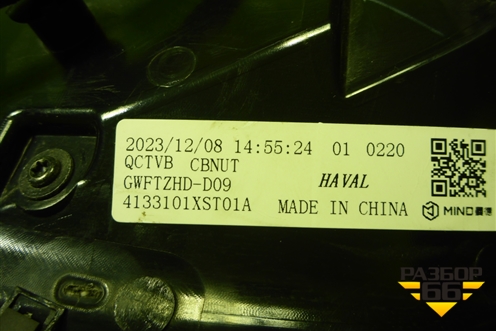 2023/12/08 14:55:24 01 0220
QCTVB CBNUT
GWFTZHD-D09 HAVAL
4133101XST01A MADE IN CHINA MIND
РАЗБОР
66